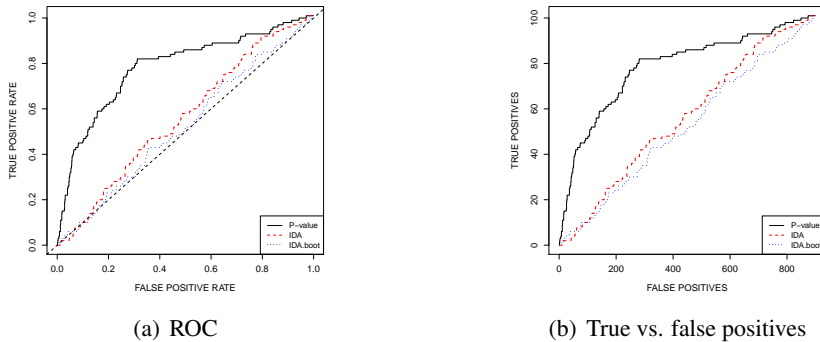 TRUE POSITIVE RATE
0.0 0.2 0.4 0.6 0.8 1.0
0.0 0.2 0.4 0.6 0.8 1.0
FALSE POSITIVE RATE
P−value
IDA
IDA.boot
(a) ROC
TRUE POSITIVES
0 20 40 60 80 100
0 200 400 600 800
FALSE POSITIVES
P−value
IDA
IDA.boot
(b) True vs. false positives